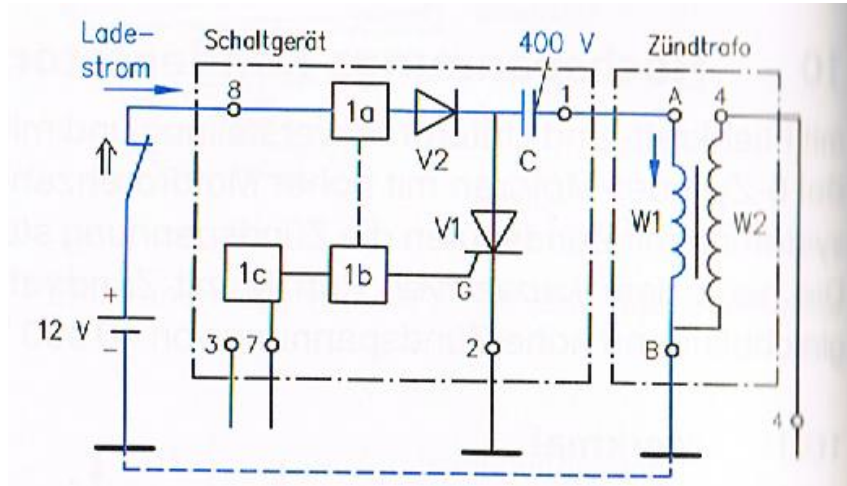 Lade-
strom
Schaltgerät
400 V
Zündtrafo
8
1a
V2
C
1
A
4
V1
W1
W2
1c
1b
G
+
12 V
–
3
2
B
4